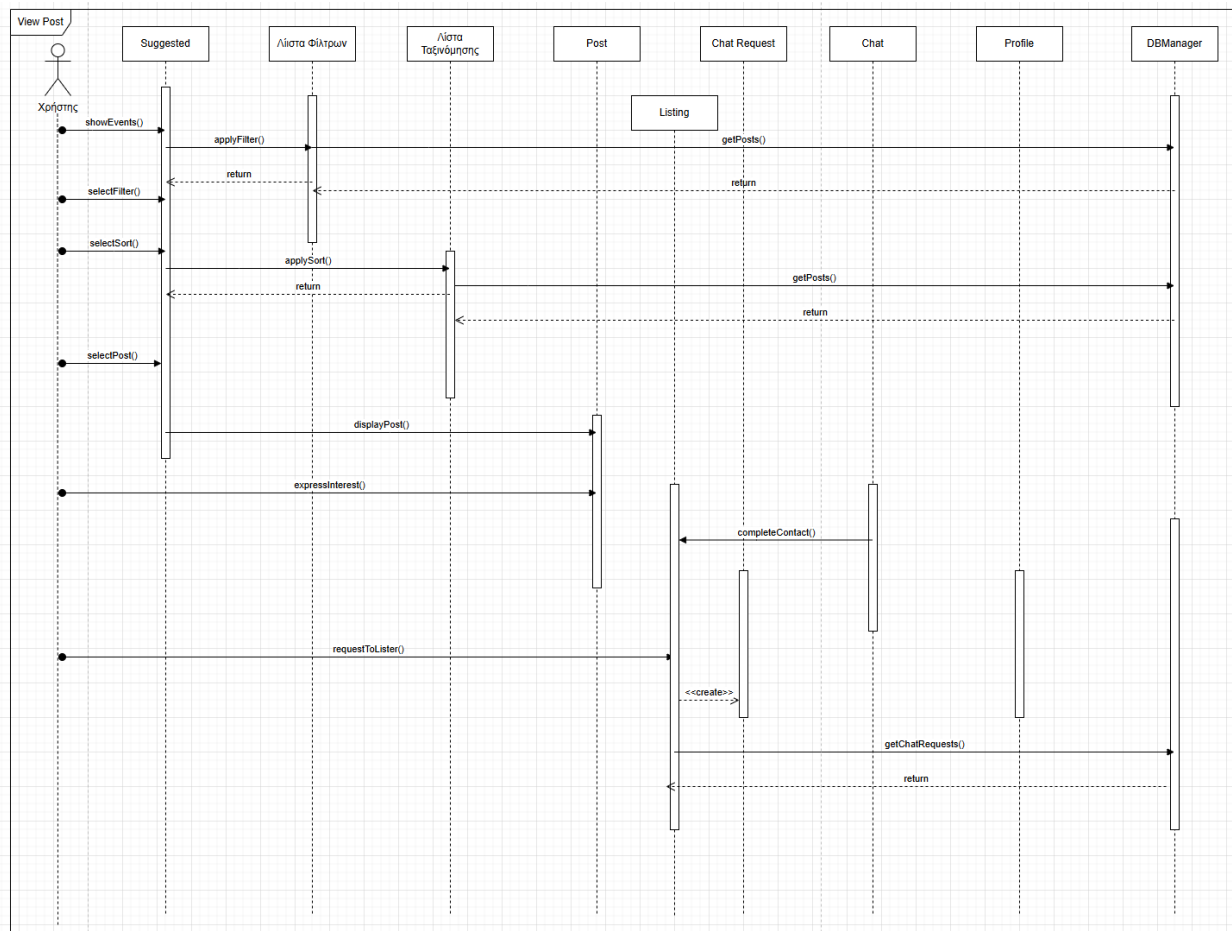 View Post
Suggested
Λίιστα Φίλτρων
Λίστα
Ταξινόμησης
Post
Chat Request
Chat
Profile
DBManager
Χρήστης
Listing
showEvents()
applyFilter()
getPosts()
return
return
selectFilter()
selectSort()
applySort()
getPosts()
return
return
selectPost()
displayPost()
expressInterest()
completeContact()
requestToLister()
<<create>>
getChatRequests()
return